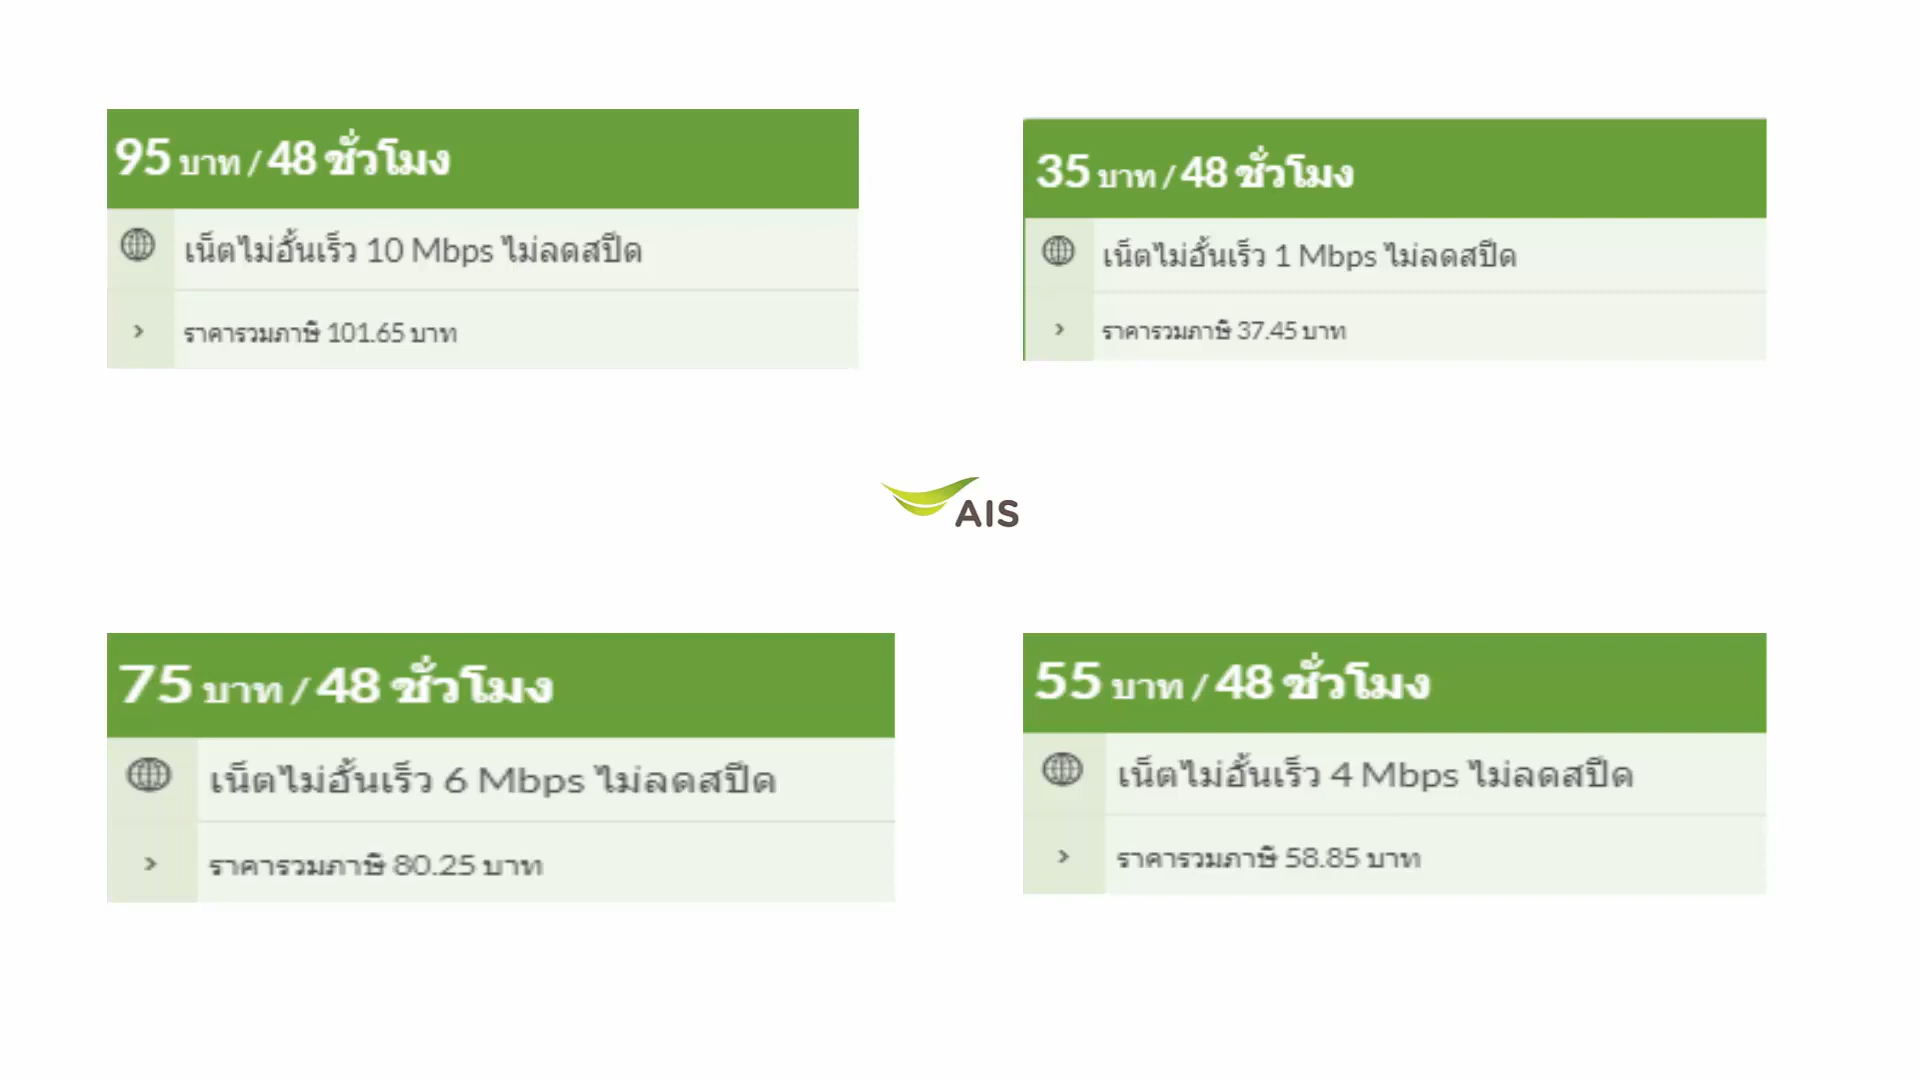 95 บาท / 48 ชั่วโมง
เน็ตไม่อั้นเร็ว 10 Mbps ไม่ลดสปีด
ราคารวมภาษี 101.65 บาท
35 บาท / 48 ชั่วโมง
เน็ตไม่อั้นเร็ว 1 Mbps ไม่ลดสปีด
ราคารวมภาษี 37.45 บาท
AIS
75 บาท / 48 ชั่วโมง
เน็ตไม่อั้นเร็ว 6 Mbps ไม่ลดสปีด
ราคารวมภาษี 80.25 บาท
55 บาท / 48 ชั่วโมง
เน็ตไม่อั้นเร็ว 4 Mbps ไม่ลดสปีด
ราคารวมภาษี 58.85 บาท